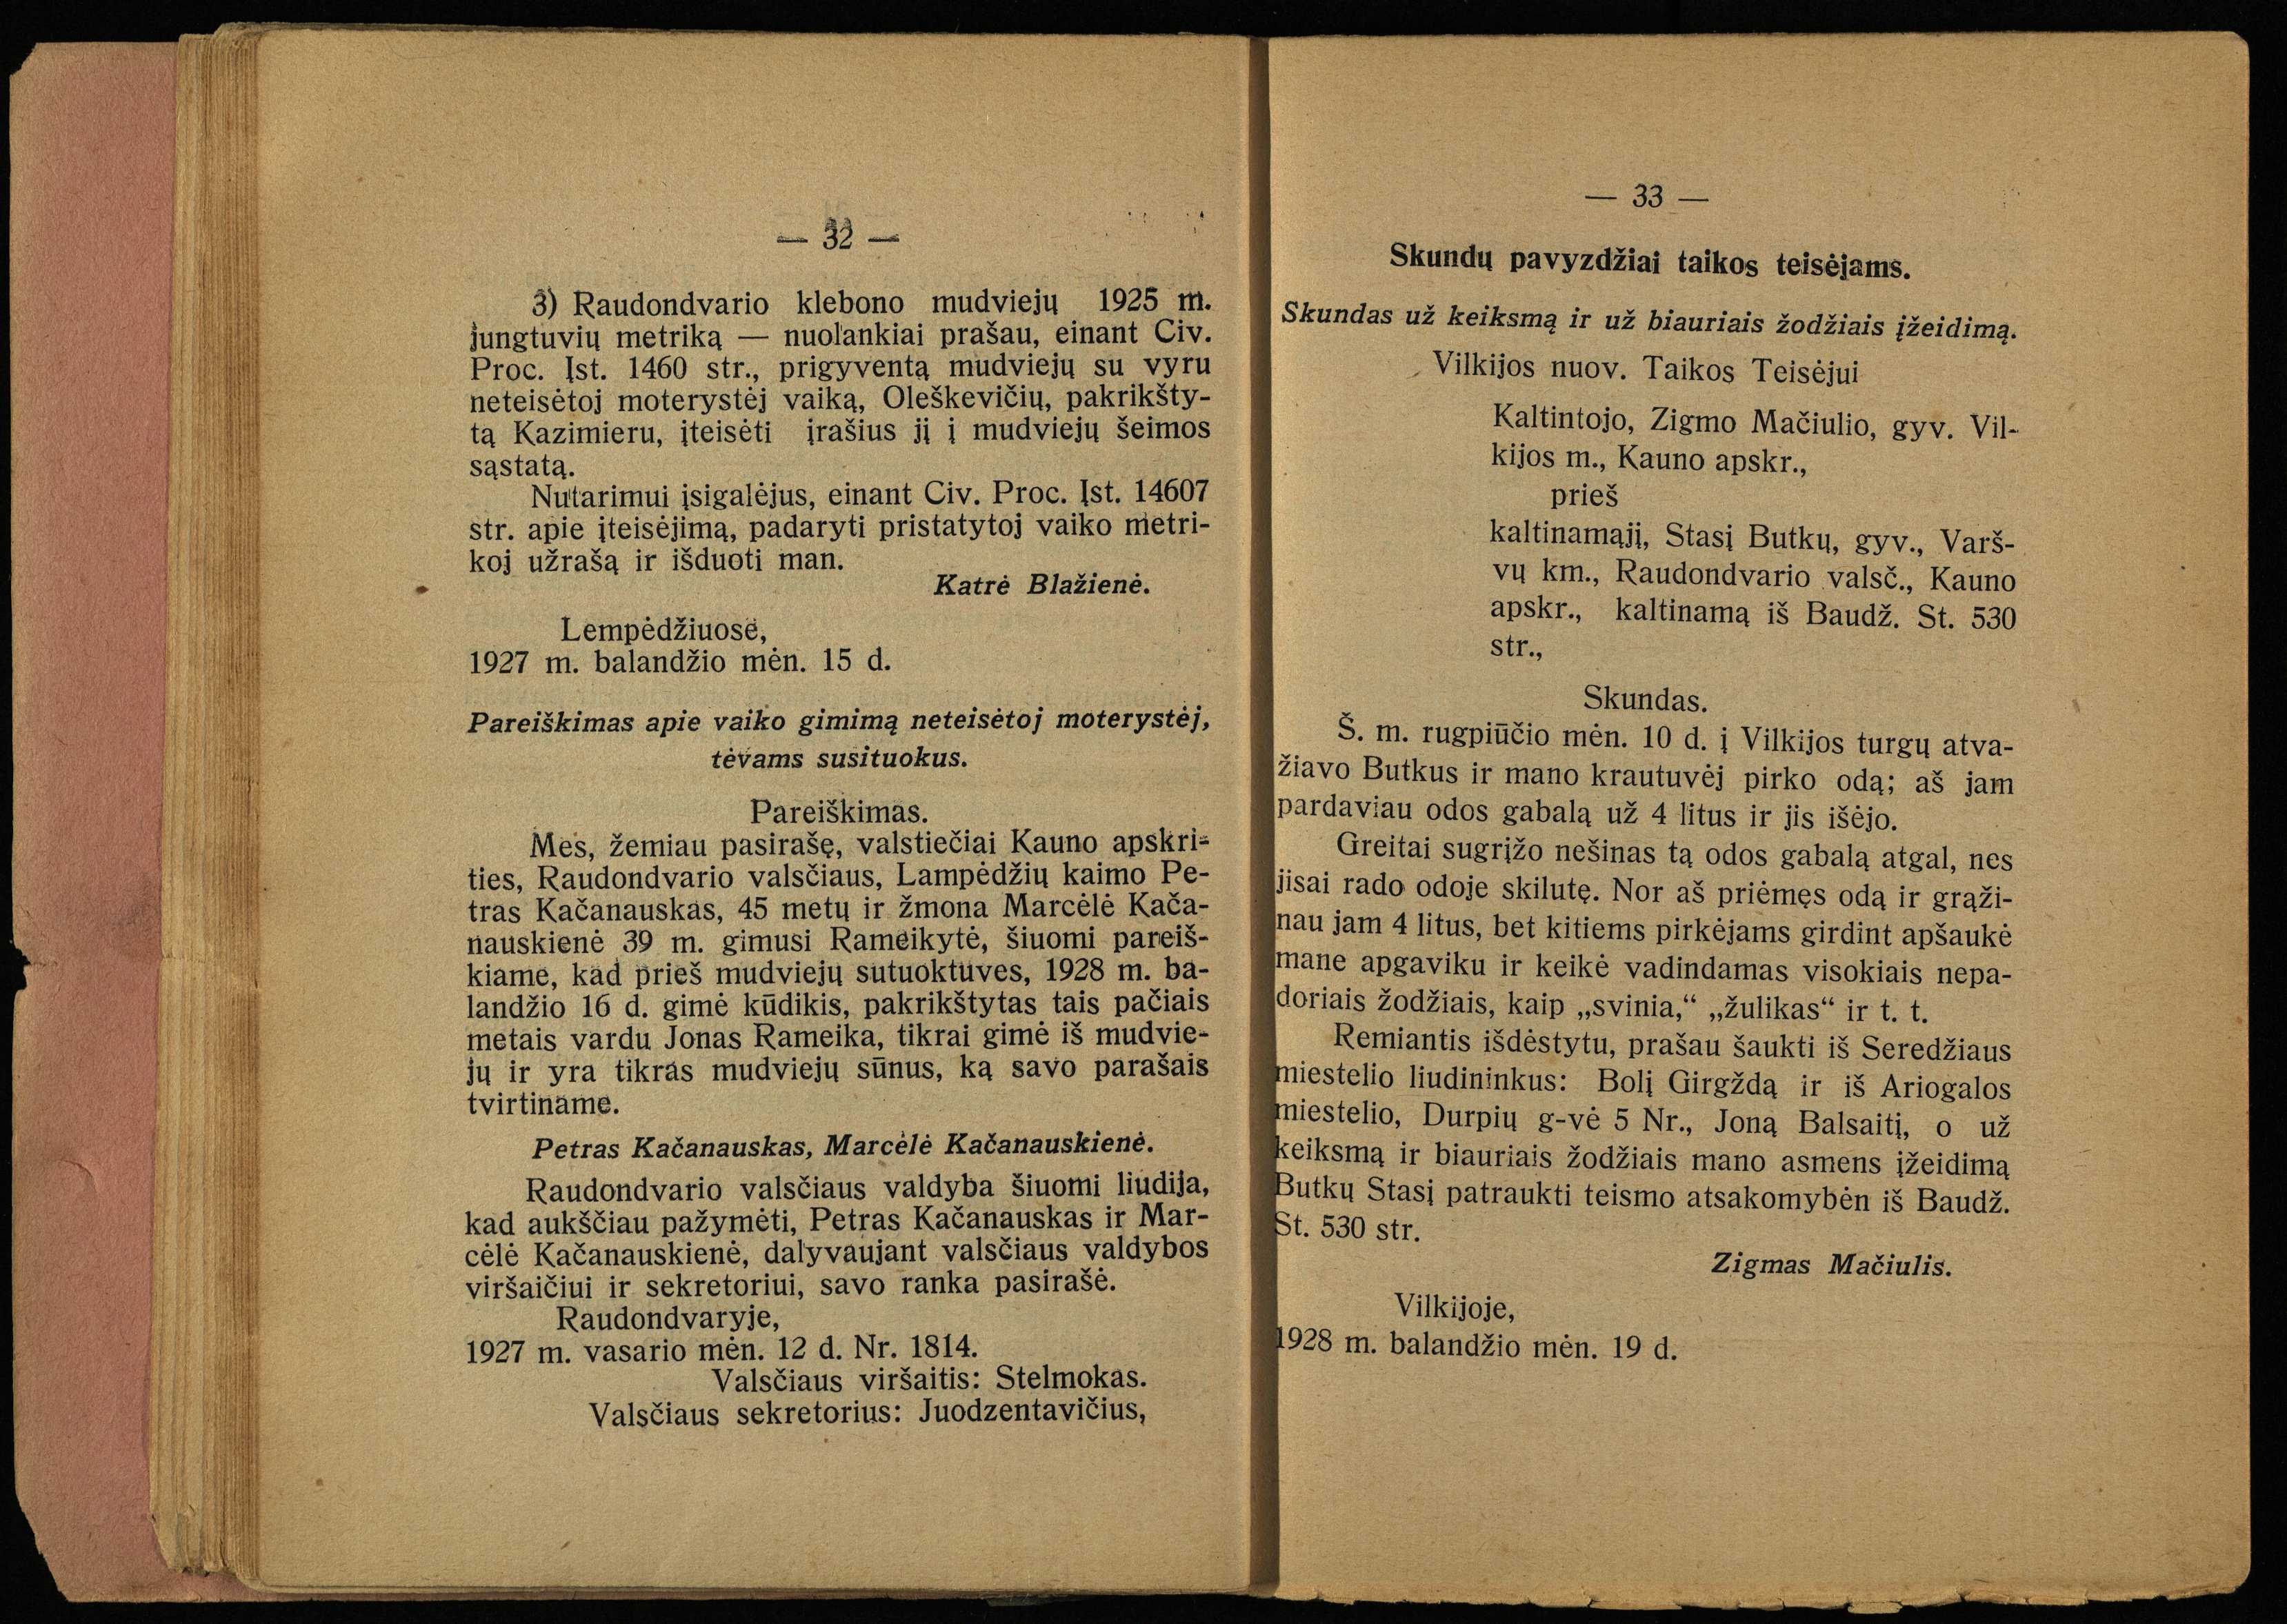 — 32 —
3) Raudondvario klebono mudviejų 1925 m.
jungtuvių metriką — nuolankiai prašau, einant Civ.
Proc. Įst. 1460 str., prigyventą mudviejų su vyru
neteisėtoj moterystėj vaiką, Oleškevičių, pakrikšty-
tą Kazimieru, įteisėti įrašius jį į mudviejų šeimos
sąstatą.
Nutarimui įsigalėjus, einant Civ. Proc. Įst. 14607
str. apie įteisėjimą, padaryti pristatytoj vaiko metri-
koj užrašą ir išduoti man.
Katrė Blažienė.
Lempėdžiuose,
1927 m. balandžio mėn. 15 d.
Pareiškimas apie vaiko gimimą neteisėtoj moterystėj,
tėvams susituokus.
Pareiškimas.
Mes, žemiau pasirašę, valstiečiai Kauno apskri-
ties, Raudondvario valsčiaus, Lampėdžių kaimo Pe-
tras Kačanauskas, 45 metų ir žmona Marcėlė Kača-
nauskienė 39 m. gimusi Rameikytė, šiuomi pareiš-
kiame, kad prieš mudviejų sutuoktuves, 1928 m. ba-
landžio 16 d. gimė kūdikis, pakrikštytas tais pačiais
metais vardu Jonas Rameika, tikrai gimė iš mudvie-
jų ir yra tikras mudviejų sūnus, ką savo parašais
tvirtiname.
Petras Kačanauskas, Marcėlė Kačanauskienė.
Raudondvario valsčiaus valdyba šiuomi liudija,
kad aukščiau pažymėti, Petras Kačanauskas ir Mar-
cėlė Kačanauskienė, dalyvaujant valsčiaus valdybos
viršaičiui ir sekretoriui, savo ranka pasirašė.
Raudondvaryje,
1927 m. vasario mėn. 12 d. Nr. 1814.
Valsčiaus viršaitis: Stelmokas.
Valsčiaus sekretorius: Juodzentavičius,
— 33 —
Skundų pavyzdžiai taikos teisėjams.
Skundas už keiksmą ir už biauriais žodžiais įžeidimą.
Vilkijos nuov. Taikos Teisėjui
Kaltintojo, Zigmo Mačiulio, gyv. Vil-
kijos m., Kauno apskr.,
prieš
kaltinamąjį, Stasį Butkų, gyv., Varš-
vų km., Raudondvario valsč., Kauno
apskr., kaltinamą iš Baudž. St. 530
str.,
Skundas.
Š. m. rugpiūčio mėn. 10 d. į Vilkijos turgų atva-
žiavo Butkus ir mano krautuvėj pirko odą; aš jam
pardaviau odos gabalą už 4 litus ir jis išėjo.
Greitai sugrįžo nešinas tą odos gabalą atgal, nes
jisai rado odoje skilutę. Nor aš priėmęs odą ir grąži-
nau jam 4 litus, bet kitiems pirkėjams girdint apšaukė
mane apgaviku ir keikė vadindamas visokiais nepa-
doriais žodžiais, kaip „svinia,“ „žulikas“ ir t. t.
Remiantis išdėstytu, prašau šaukti iš Seredžiaus
miestelio liudininkus: Bolį Girgždą ir iš Ariogalos
miestelio, Durpių g-vė 5 Nr., Joną Balsaitį, o už
keiksmą ir biauriais žodžiais mano asmens įžeidimą
Butkų Stasį patraukti teismo atsakomybėn iš Baudž.
St. 530 str.
Zigmas Mačiulis.
Vilkijoje,
1928 m. balandžio mėn. 19 d.